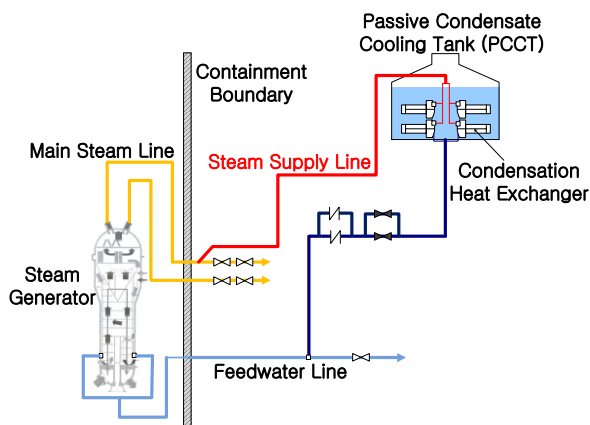 Passive Condensate
Cooling Tank (PCCT)
Containment
Boundary
Main Steam Line
Steam Supply Line
Condensation
Heat Exchanger
Steam
Generator
Feedwater Line